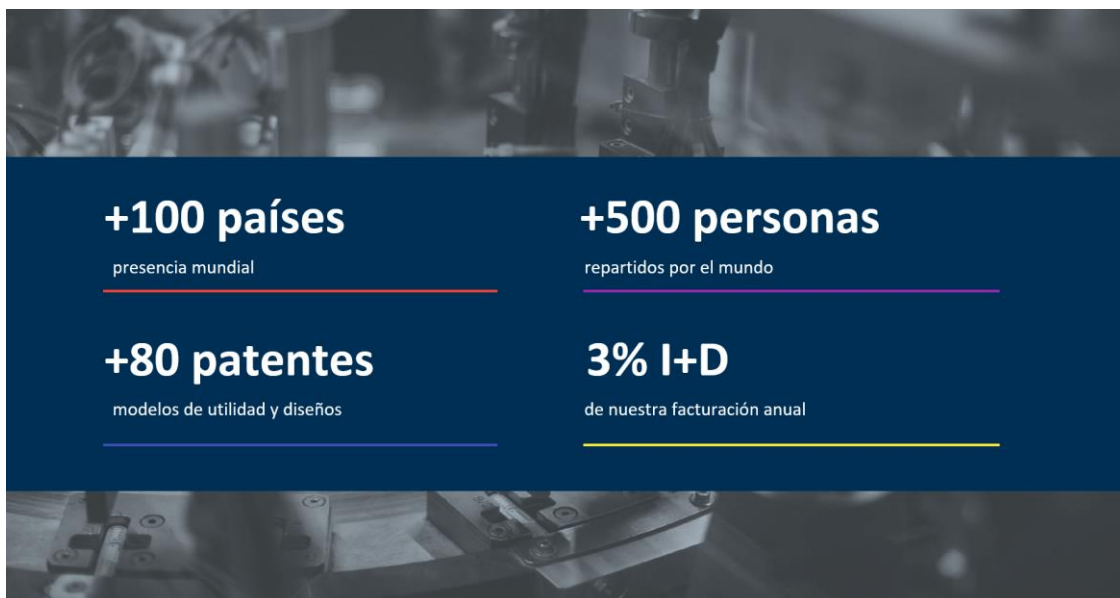 +100 países
presencia mundial
+500 personas
repartidos por el mundo
+80 patentes
modelos de utilidad y diseños
3% I+D
de nuestra facturación anual